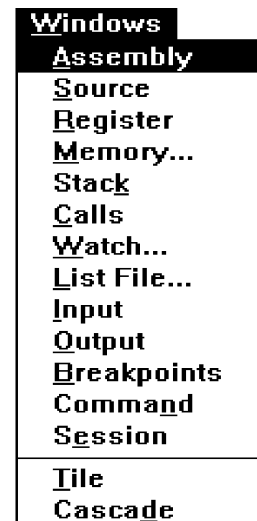 Windows
Assembly
Source
Register
Memory...
Stack
Calls
Watch...
List File...
Input
Output
Breakpoints
Command
Session
Tile
Cascade